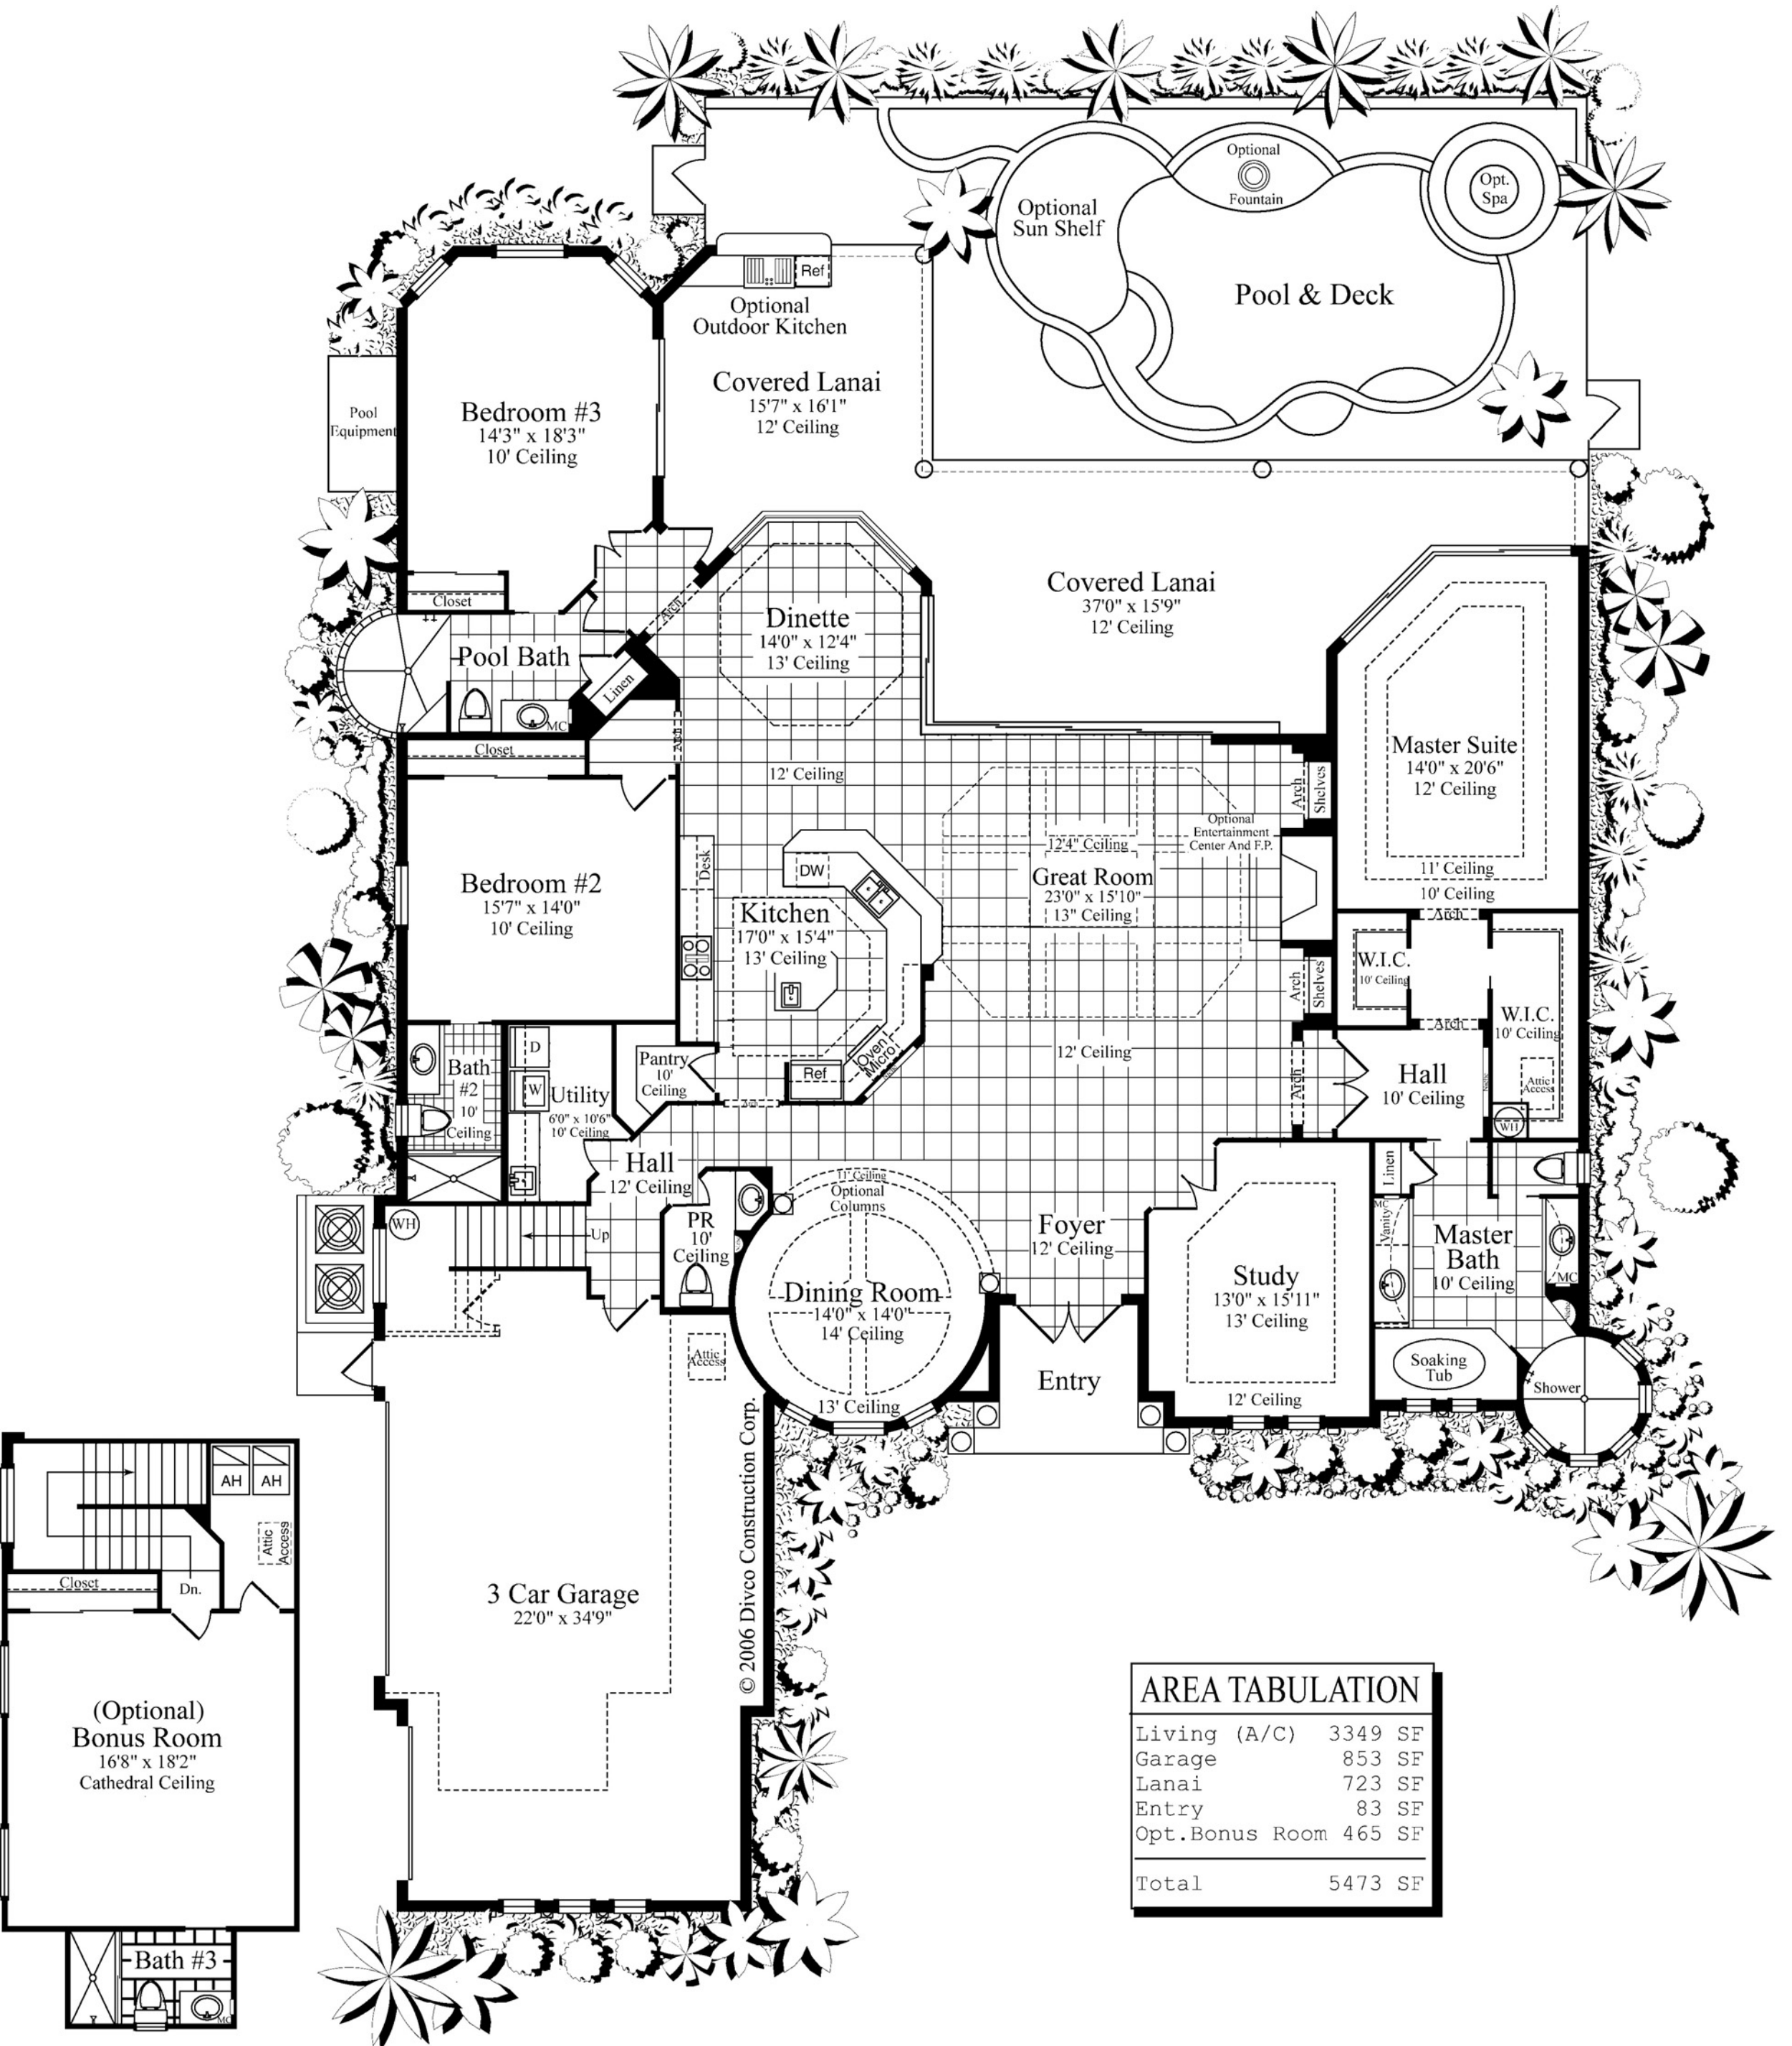 Optional
Fountain
Opt.
Spa
Optional
Sun Shelf
Pool & Deck
Ref
Optional
Outdoor Kitchen
Covered Lanai
15'7" x 16'1"
12' Ceiling
Bedroom #3
14'3" x 18'3"
10' Ceiling
Pool
Equipment
Closet
Arch
Dinette
14'0" x 12'4"
13' Ceiling
Covered Lanai
37'0" x 15'9"
12' Ceiling
Pool Bath
Linen
MC
Closet
Arch
12' Ceiling
Master Suite
14'0" x 20'6"
12' Ceiling
11' Ceiling
10' Ceiling
Arch
Shelves
Optional
Entertainment
Center And F.P.
12'4" Ceiling
Great Room
23'0" x 15'10"
13" Ceiling
Desk
DW
Kitchen
17'0" x 15'4"
13' Ceiling
Bedroom #2
15'7" x 14'0"
10' Ceiling
Arch
W.I.C.
10' Ceiling
Arch
Shelves
Arch
W.I.C.
10' Ceiling
Attic
Access
WH
12' Ceiling
Arch
Hall
10' Ceiling
Oven
Micro
Ref
Pantry
10'
Ceiling
D
W
Utility
6'0" x 10'6"
10' Ceiling
Bath
#2
10'
Ceiling
Hall
12' Ceiling
11' Ceiling
Optional
Columns
PR
10'
Ceiling
WH
Up
Foyer
12' Ceiling
Linen
MC
Vanity
Master
Bath
10' Ceiling
MC
Dining Room
14'0" x 14'0"
14' Ceiling
13' Ceiling
Study
13'0" x 15'11"
13' Ceiling
12' Ceiling
Attic
Access
Entry
Soaking
Tub
Shower
© 2006 Divco Construction Corp.
AH
AH
Attic
Access
Closet
Dn.
3 Car Garage
22'0" x 34'9"
(Optional)
Bonus Room
16'8" x 18'2"
Cathedral Ceiling
Bath #3
MC
AREA TABULATION
Living (A/C) 3349 SF
Garage 853 SF
Lanai 723 SF
Entry 83 SF
Opt.Bonus Room 465 SF
Total 5473 SF